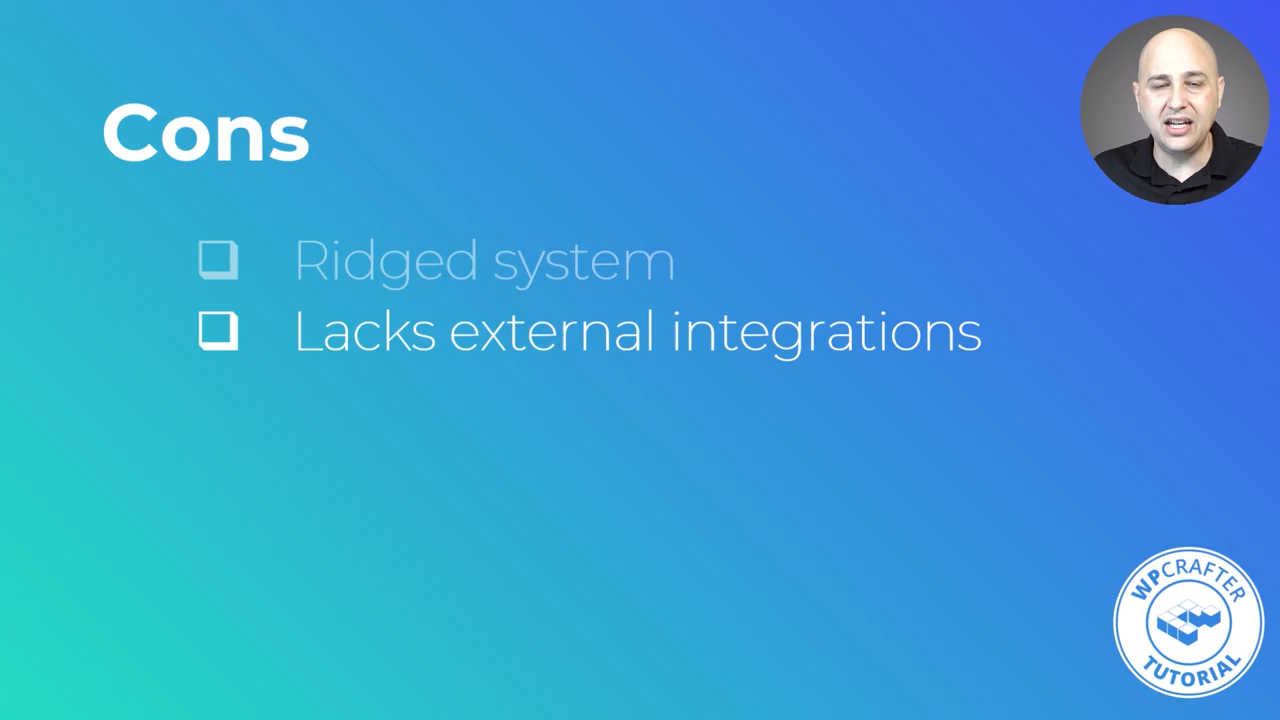 Cons
❑ Ridged system
❑ Lacks external integrations
WPCRAFTER
TUTORIAL